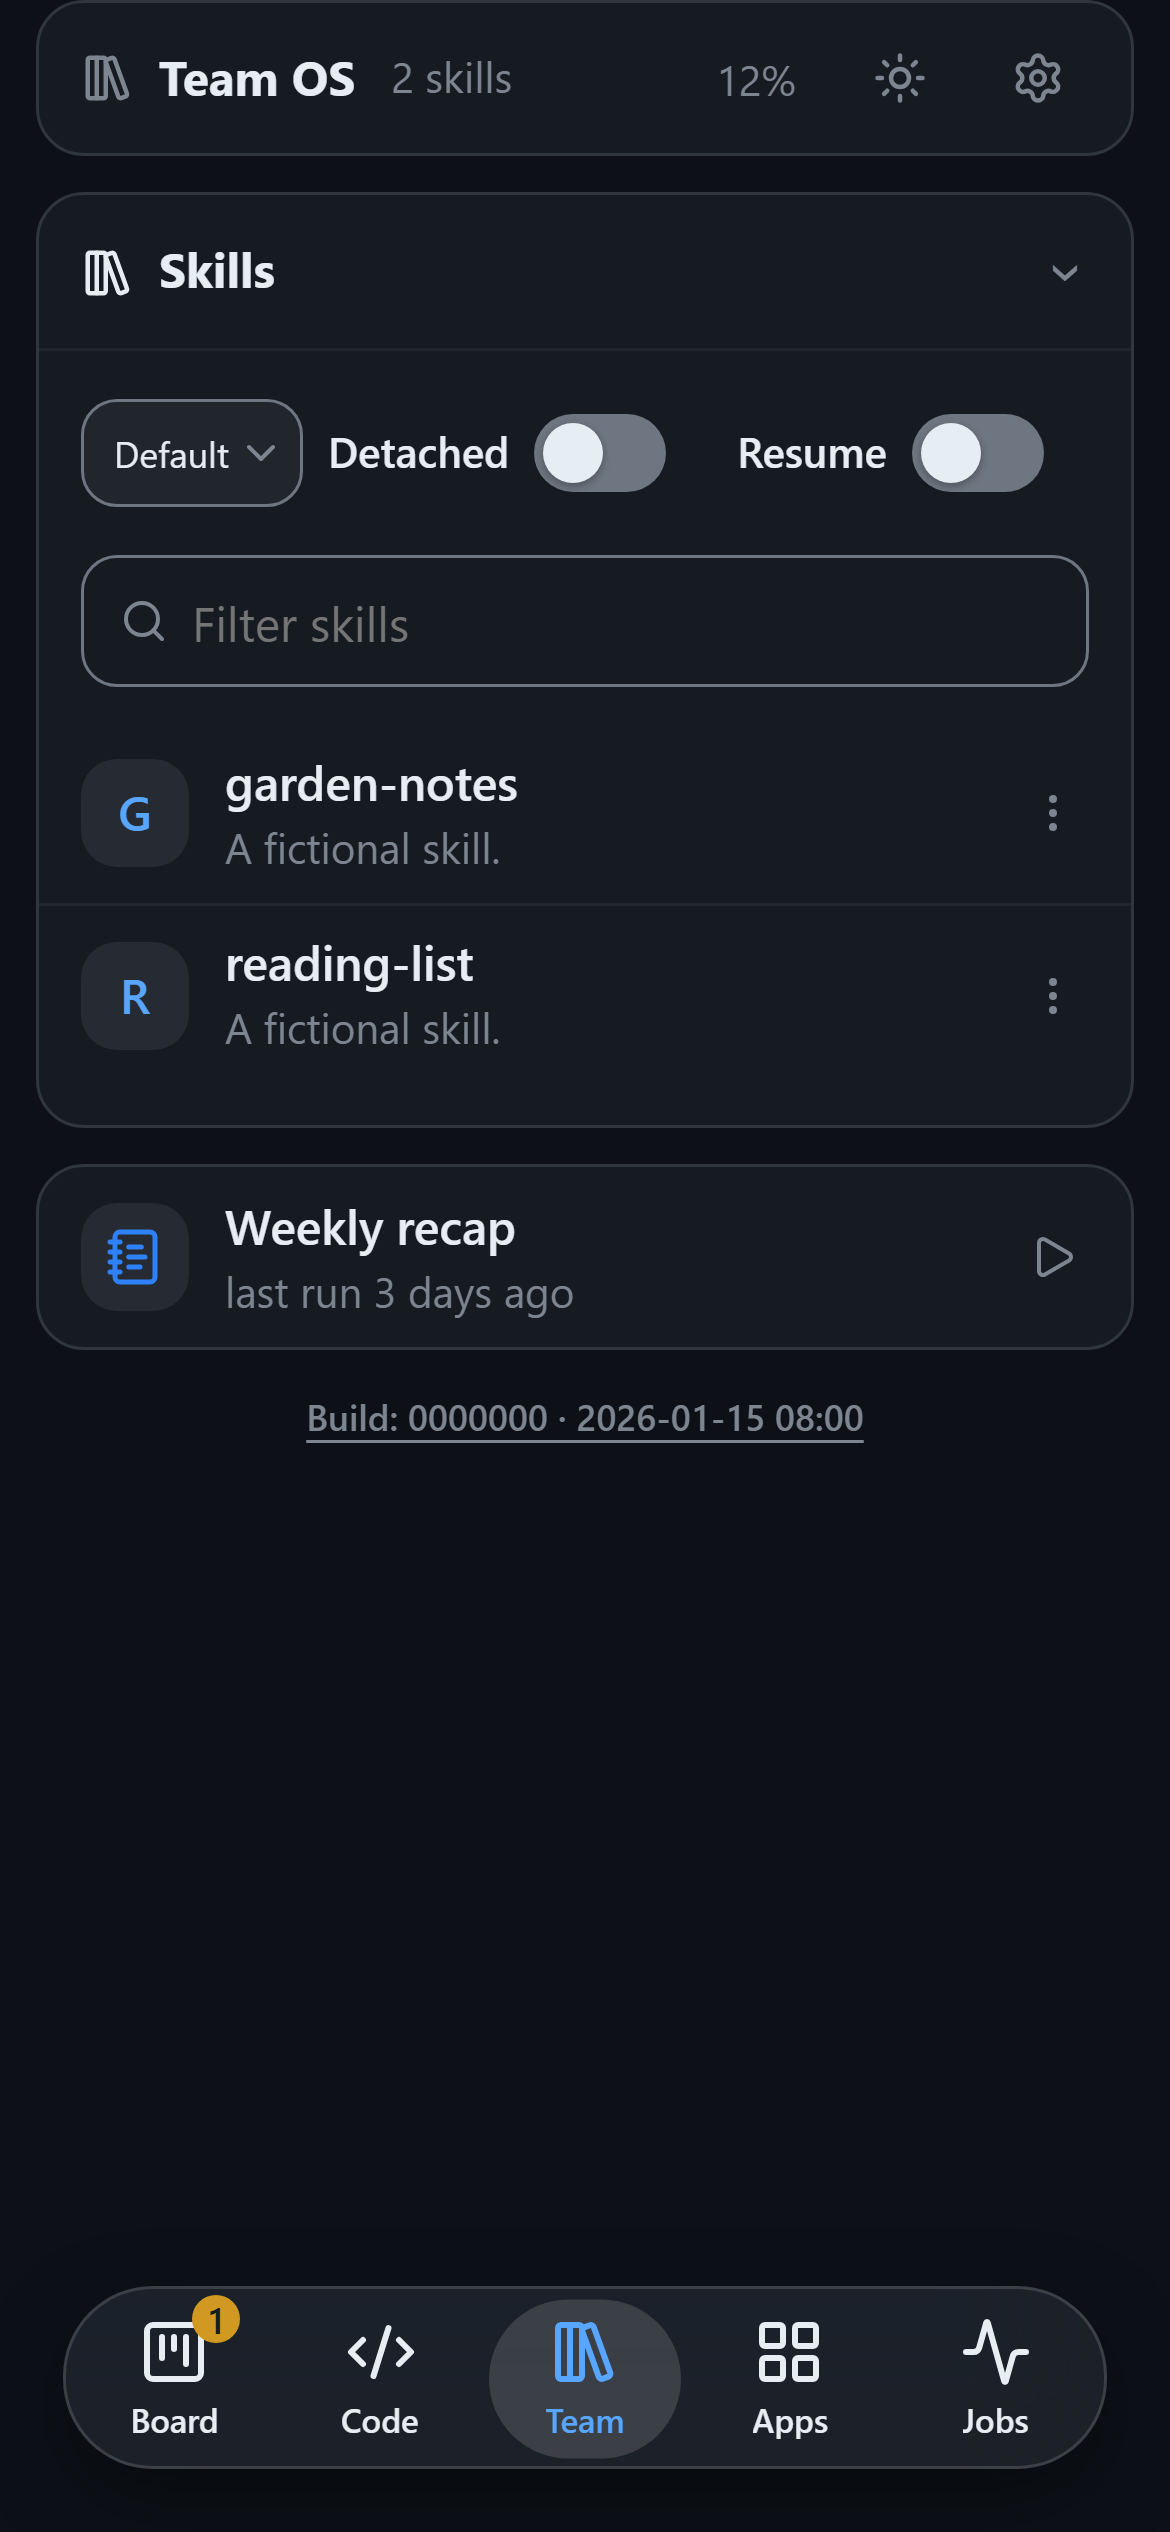 Team OS 2 skills 12%
Skills
Default Detached Resume
Filter skills
G garden-notes
A fictional skill.
R reading-list
A fictional skill.
Weekly recap
last run 3 days ago
Build: 0000000 · 2026-01-15 08:00
1
Board Code Team Apps Jobs